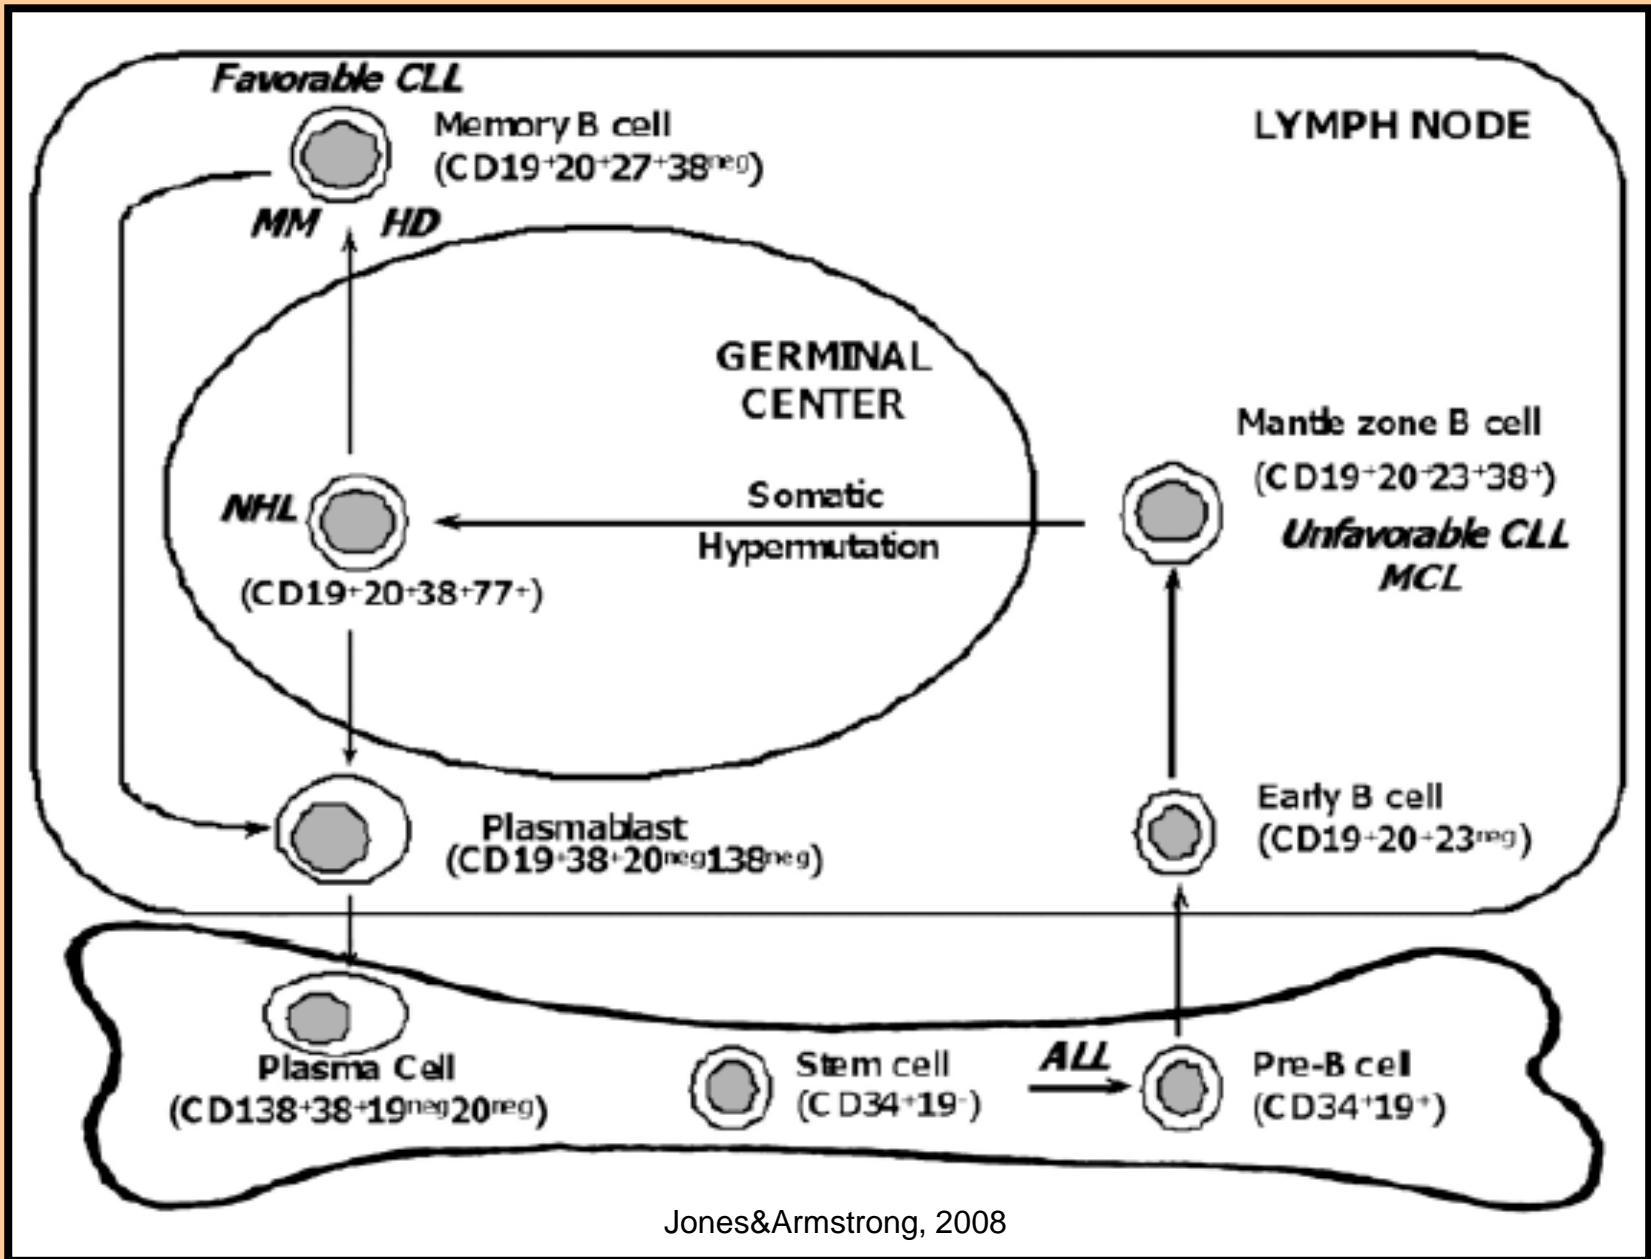 Favorable CLL
Memory B cell
(CD19⁺20⁺27⁺38ⁿᵉᵍ)
LYMPH NODE
MM HD
GERMINAL
CENTER
Mantle zone B cell
(CD19⁺20⁺23⁺38⁺)
Somatic
NHL
Unfavorable CLL
Hypermutation
MCL
(CD19⁺20⁺38⁺77⁺)
Early B cell
(CD19⁺20⁺23ⁿᵉᵍ)
Plasmablast
(CD19⁺38⁺20ⁿᵉᵍ138ⁿᵉᵍ)
Plasma Cell
(CD138⁺38⁺19ⁿᵉᵍ20ⁿᵉᵍ)
Stem cell
(CD34⁺19⁻)
ALL
Pre-B cell
(CD34⁺19⁺)
Jones&Armstrong, 2008